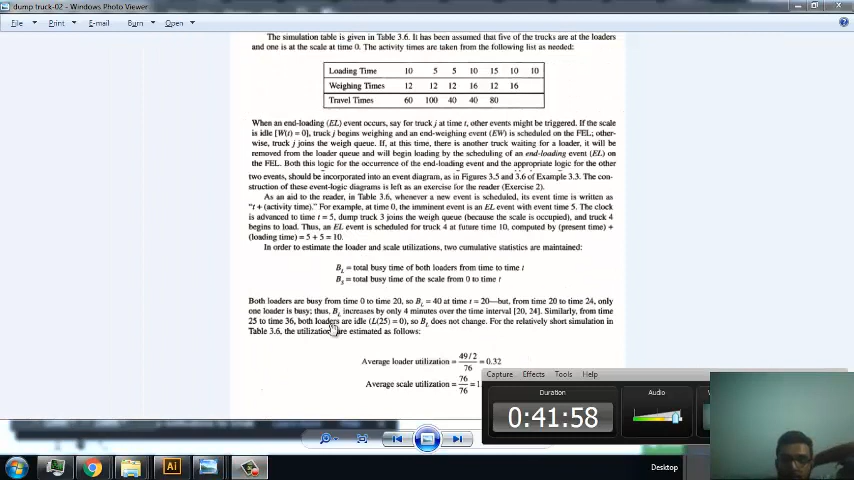 dump truck-02 - Windows Photo Viewer
File Print E-mail Burn Open
The simulation table is given in Table 3.6. It has been assumed that five of the trucks are at the loaders
and one is at the scale at time 0. The activity times are taken from the following list as needed:
Loading Time 10 5 5 10 15 10 10
Weighing Times 12 12 12 16 12 16
Travel Times 60 100 40 40 80
When an end-loading (EL) event occurs, say for truck j at time t, other events might be triggered. If the scale
is idle [W(t) = 0], truck j begins weighing and an end-weighing event (EW) is scheduled on the FEL; other-
wise, truck j joins the weigh queue. If, at this time, there is another truck waiting for a loader, it will be
removed from the loader queue and will begin loading by the scheduling of an end-loading event (EL) on
the FEL. Both this logic for the occurrence of the end-loading event and the appropriate logic for the other
two events, should be incorporated into an event diagram, as in Figures 3.5 and 3.6 of Example 3.3. The con-
struction of these event-logic diagrams is left as an exercise for the reader (Exercise 2).
As an aid to the reader, in Table 3.6, whenever a new event is scheduled, its event time is written as
"t + (activity time)." For example, at time 0, the imminent event is an EL event with event time 5. The clock
is advanced to time t = 5, dump truck 3 joins the weigh queue (because the scale is occupied), and truck 4
begins to load. Thus, an EL event is scheduled for truck 4 at future time 10, computed by (present time) +
(loading time) = 5 + 5 = 10.
In order to estimate the loader and scale utilizations, two cumulative statistics are maintained:
B_L = total busy time of both loaders from time to time t
B_S = total busy time of the scale from 0 to time t
Both loaders are busy from time 0 to time 20, so B_L = 40 at time t = 20—but, from time 20 to time 24, only
one loader is busy; thus, B_L increases by only 4 minutes over the time interval [20, 24]. Similarly, from time
25 to time 36, both loaders are idle (L(25) = 0), so B_L does not change. For the relatively short simulation in
Table 3.6, the utilizations are estimated as follows:
Average loader utilization = 49/2 / 76 = 0.32
Average scale utilization = 76/76 =
Capture Effects Tools Help
Duration Audio
0:41:58
Desktop